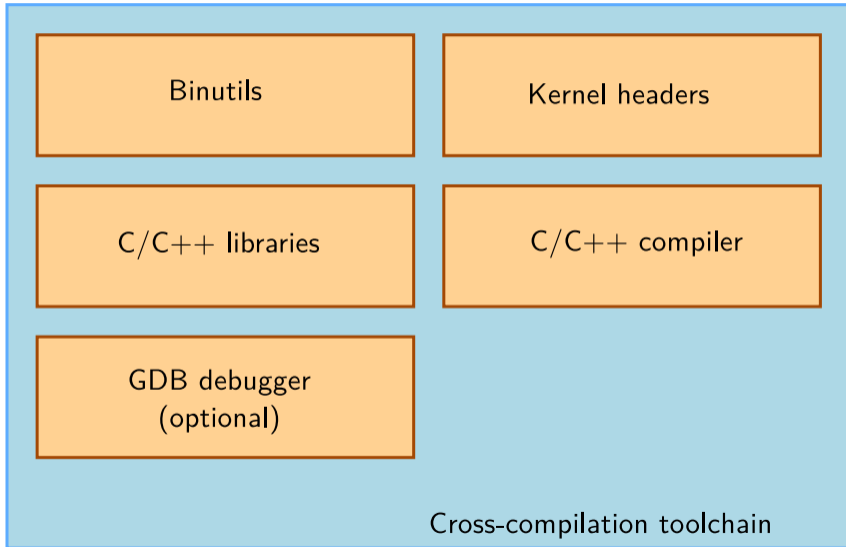 Binutils
Kernel headers
C/C++ libraries
C/C++ compiler
GDB debugger
(optional)
Cross-compilation toolchain